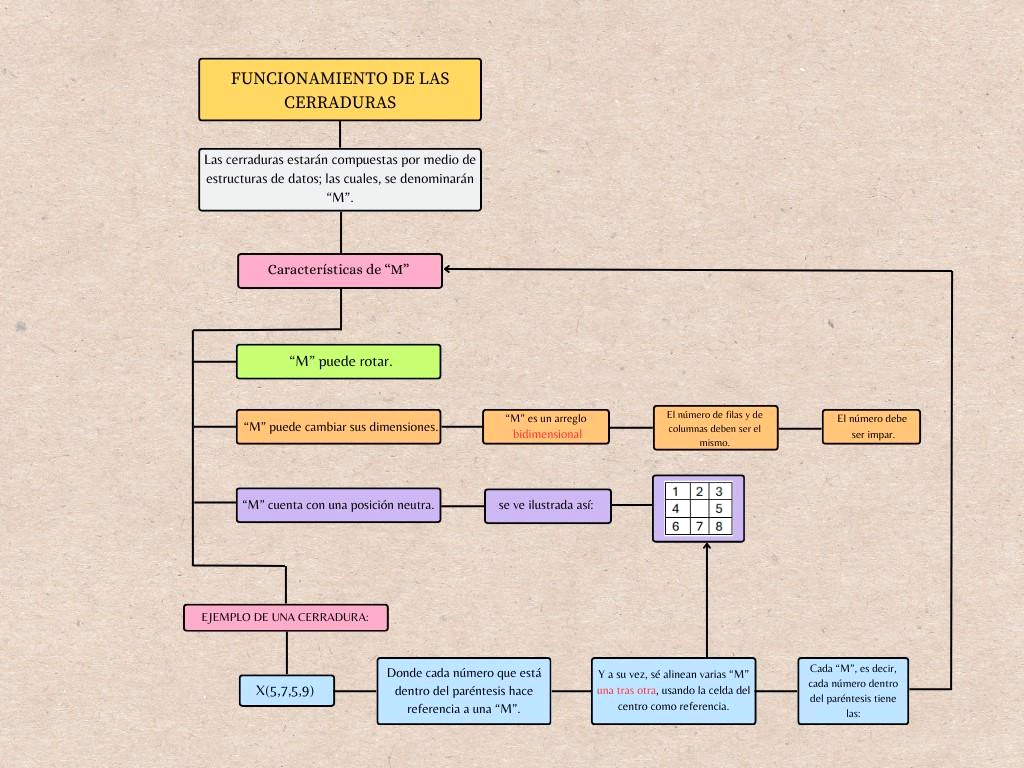 FUNCIONAMIENTO DE LAS
CERRADURAS
Las cerraduras estarán compuestas por medio de
estructuras de datos; las cuales, se denominarán
“M”.
Características de “M”
“M” puede rotar.
“M” puede cambiar sus dimensiones.
“M” es un arreglo
bidimensional
El número de filas y de
columnas deben ser el
mismo.
El número debe
ser impar.
“M” cuenta con una posición neutra.
se ve ilustrada así:
1 2 3
4 5
6 7 8
EJEMPLO DE UNA CERRADURA:
X(5,7,5,9)
Donde cada número que está
dentro del paréntesis hace
referencia a una “M”.
Y a su vez, sé alinean varias “M”
una tras otra, usando la celda del
centro como referencia.
Cada “M”, es decir,
cada número dentro
del paréntesis tiene
las: